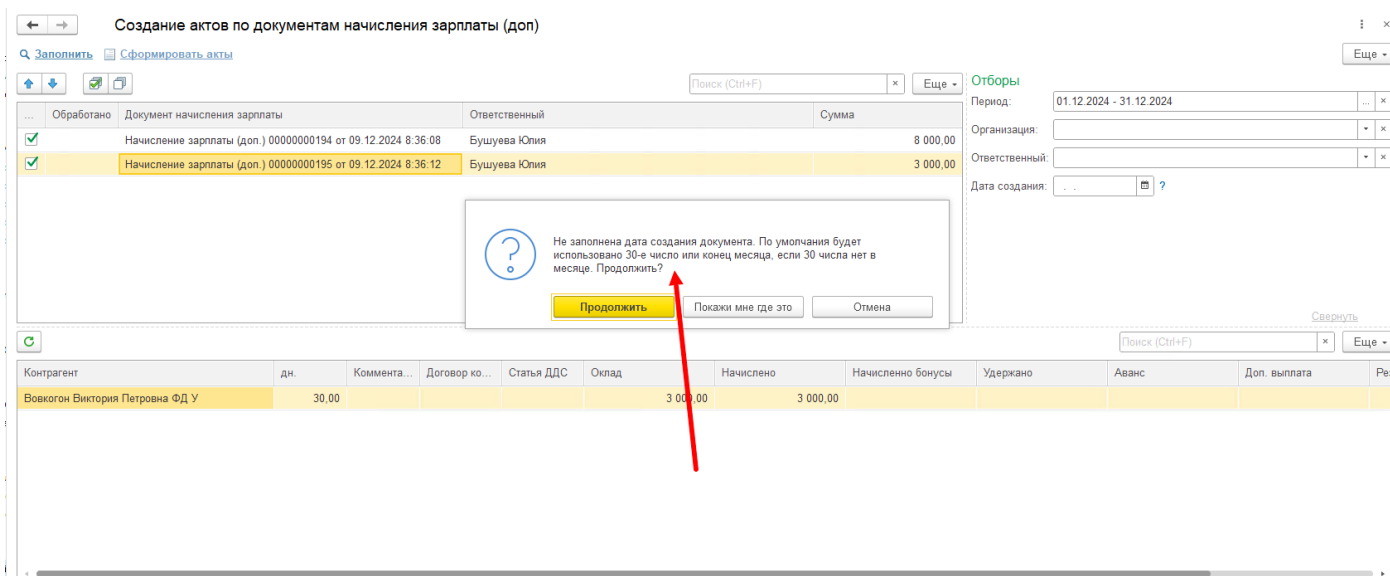 Создание актов по документам начисления зарплаты (доп)
Заполнить Сформировать акты
Еще
Поиск (Ctrl+F) × Еще
Отборы
Период: 01.12.2024 - 31.12.2024 ... ×
... Обработано Документ начисления зарплаты Ответственный Сумма
Организация: ×
Начисление зарплаты (доп.) 00000000194 от 09.12.2024 8:36:08 Бушуева Юлия 8 000,00
Ответственный: ×
Начисление зарплаты (доп.) 00000000195 от 09.12.2024 8:36:12 Бушуева Юлия 3 000,00
Дата создания: . . ?
Не заполнена дата создания документа. По умолчания будет
использовано 30-е число или конец месяца, если 30 числа нет в
месяце. Продолжить?
Продолжить Покажи мне где это Отмена
Свернуть
Поиск (Ctrl+F) × Еще
Контрагент дн. Коммента... Договор ко... Статья ДДС Оклад Начислено Начисленно бонусы Удержано Аванс Доп. выплата Рез
Вовкогон Виктория Петровна ФД У 30,00 3 000,00 3 000,00